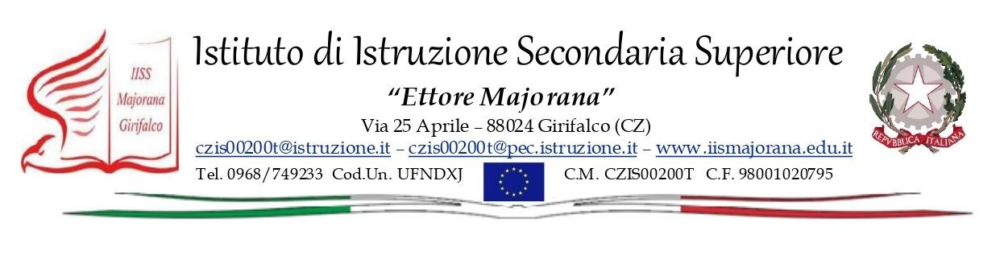 IISS
Majorana
Girifalco
Istituto di Istruzione Secondaria Superiore
“Ettore Majorana”
Via 25 Aprile – 88024 Girifalco (CZ)
czis00200t@istruzione.it – czis00200t@pec.istruzione.it – www.iismajorana.edu.it
Tel. 0968/749233 Cod.Un. UFNDXJ C.M. CZIS00200T C.F. 98001020795
REPVBBLICA ITALIANA